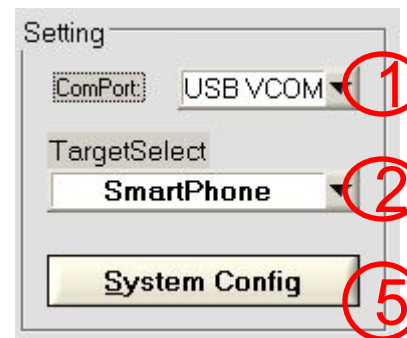 Setting
ComPort: USB VCOM 1
TargetSelect
SmartPhone 2
System Config 5